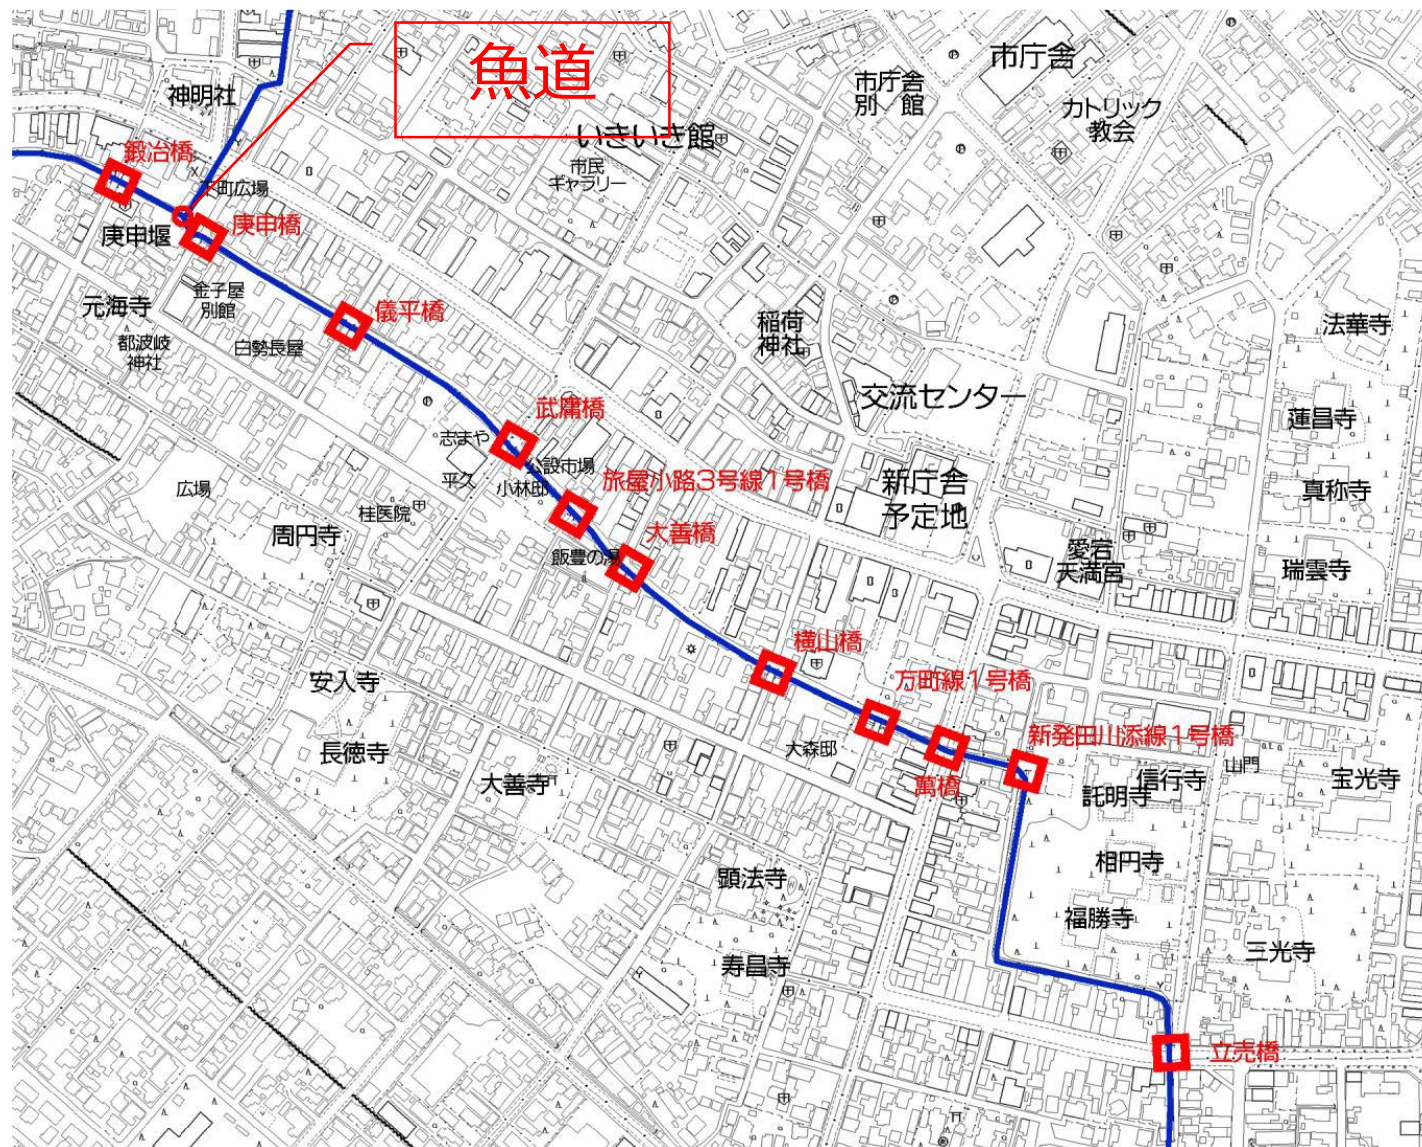 魚道
市庁舎
市庁舎
別館
カトリック
教会
神明社
いきいき館
市民
ギャラリー
鍛冶橋
下町広場
庚申堰
庚申橋
金子屋
別館
元海寺
儀平橋
都波岐
神社
白勢長屋
稲荷
神社
法華寺
交流センター
蓮昌寺
武庸橋
志まや
公設市場
平久
小林邸
旅屋小路3号線1号橋
新庁舎
予定地
真称寺
広場
桂医院
周円寺
大善橋
飯豊の湯
愛宕
天満宮
瑞雲寺
横山橋
安入寺
万町線1号橋
長徳寺
大森邸
新発田川添線1号橋
大善寺
萬橋
託明寺
信行寺
山門
宝光寺
顕法寺
相円寺
福勝寺
寿昌寺
三光寺
立売橋